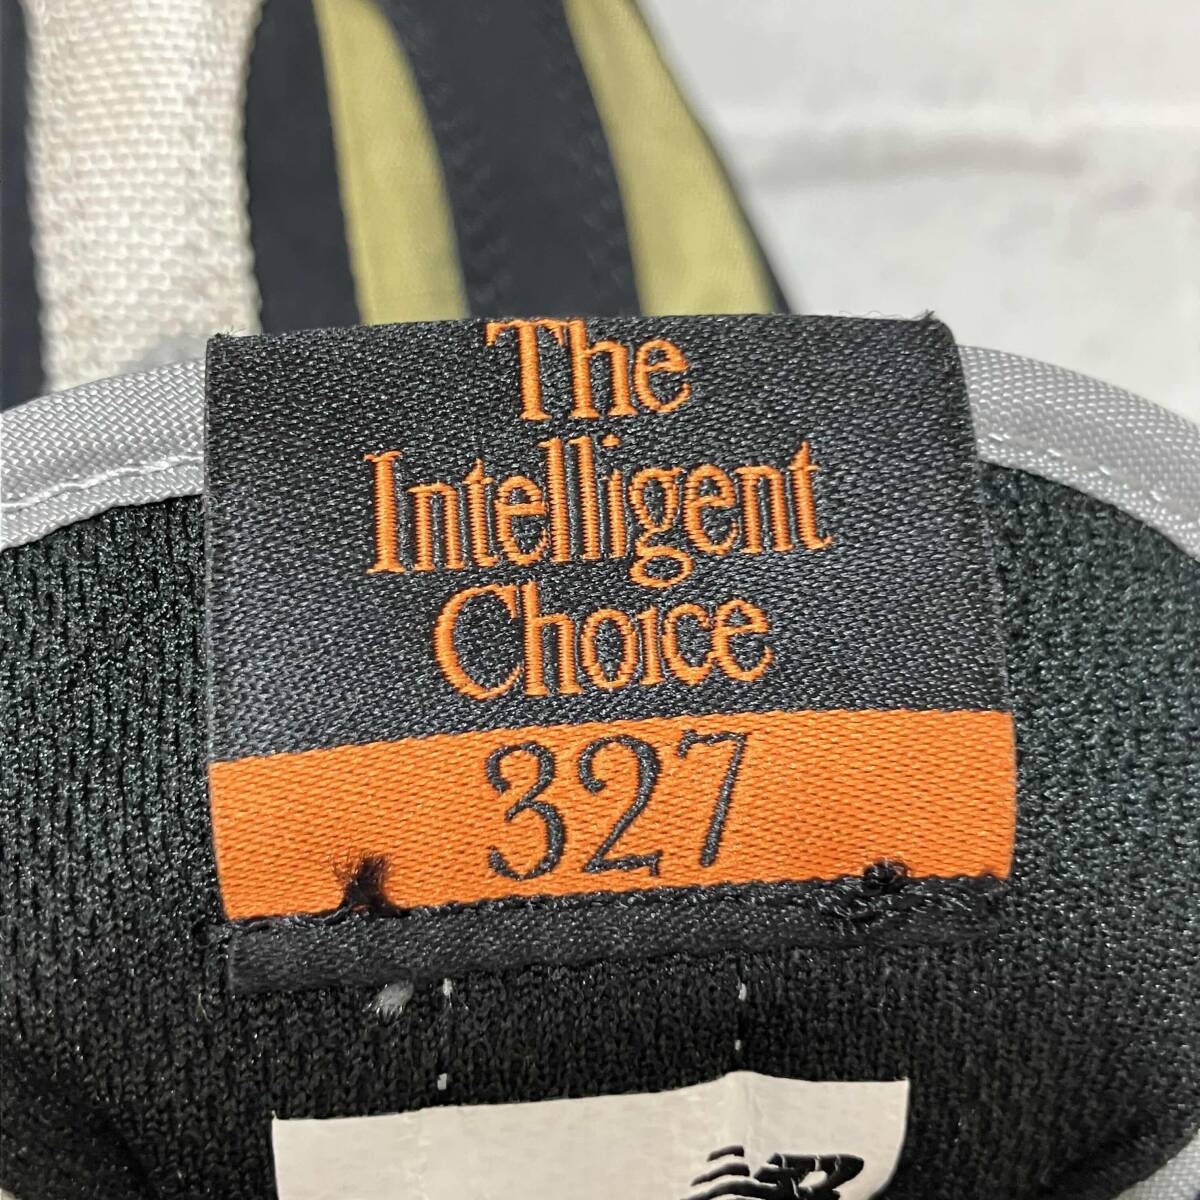 The
Intelligent
Choice
327